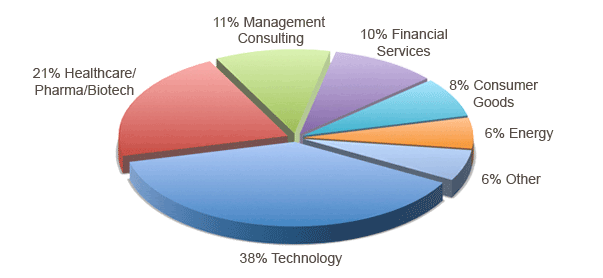 11% Management
Consulting
10% Financial
Services
21% Healthcare/
Pharma/Biotech
8% Consumer
Goods
6% Energy
6% Other
38% Technology